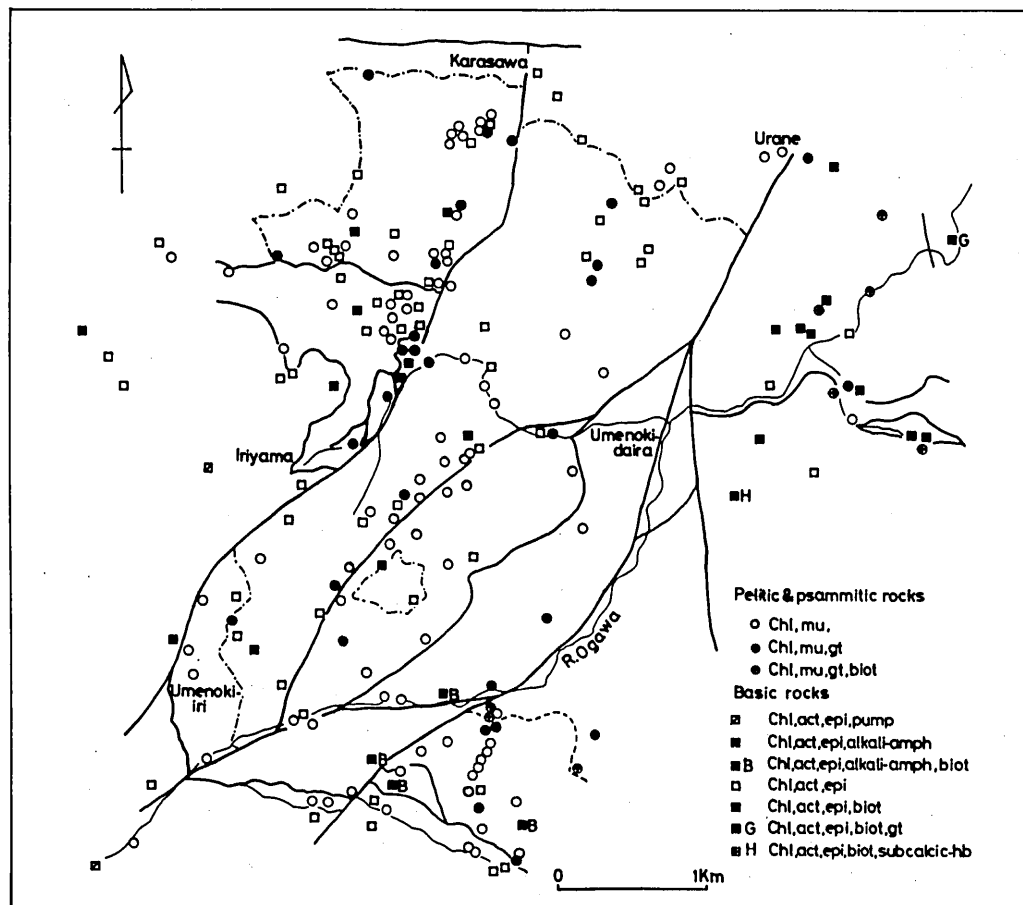 Karasawa
Urane
G
Iriyama
Umenoki-
daira
H
R.Ogawa
Umenoki-
iri
B
B
B
B
Pelitic & psammitic rocks
Chl, mu,
Chl, mu, gt
Chl, mu, gt, biot
Basic rocks
Chl, act, epi, pump
Chl, act, epi, alkali-amph
B Chl, act, epi, alkali-amph, biot
Chl, act, epi
Chl, act, epi, biot
G Chl, act, epi, biot, gt
H Chl, act, epi, biot, subcalcic-hb
0 1Km